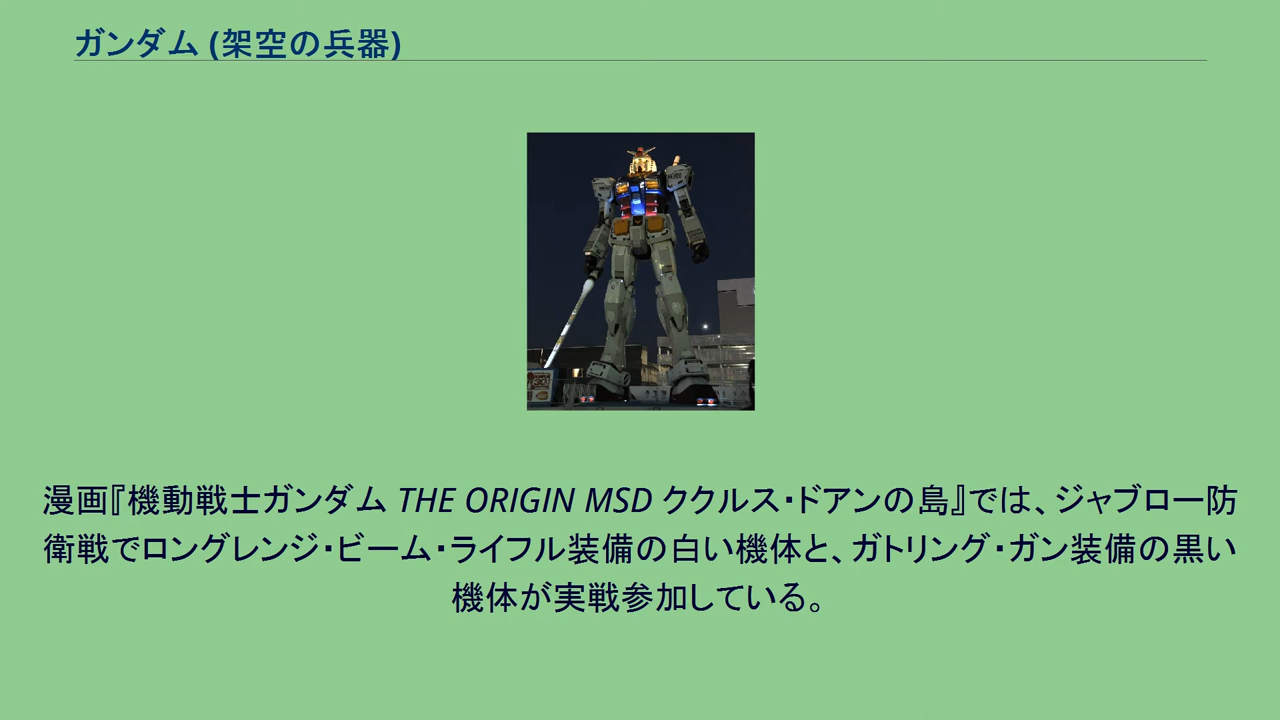 ガンダム (架空の兵器)
漫画『機動戦士ガンダム THE ORIGIN MSD ククルス・ドアンの島』では、ジャブロー防
衛戦でロングレンジ・ビーム・ライフル装備の白い機体と、ガトリング・ガン装備の黒い
機体が実戦参加している。